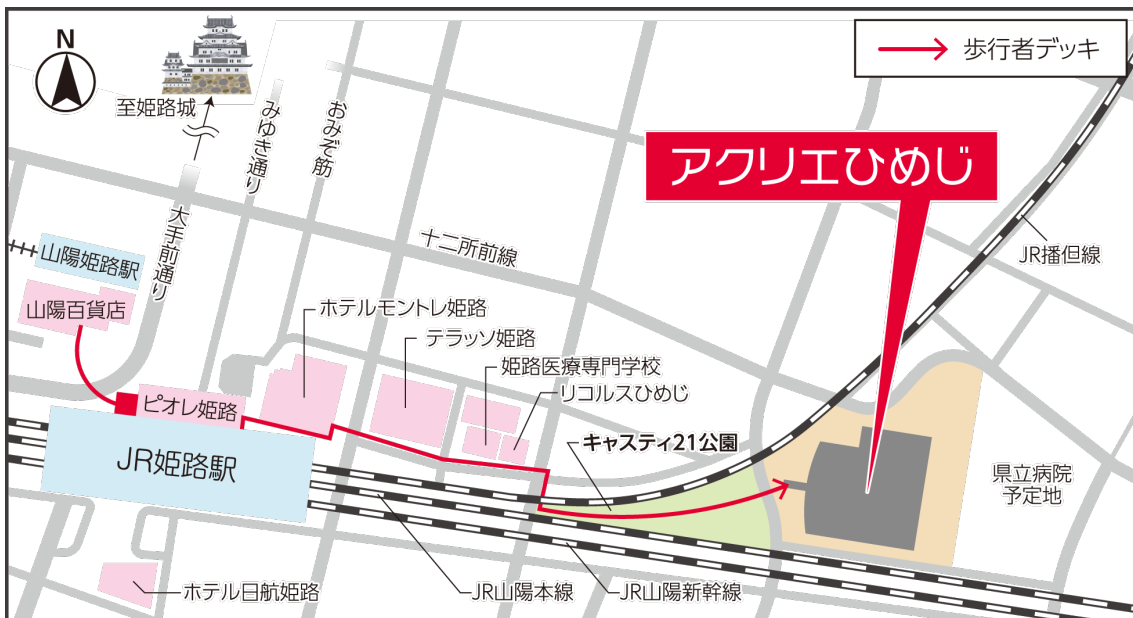 N
歩行者デッキ
至姫路城
みゆき通り
おみぞ筋
アクリエひめじ
大手前通り
十二所前線
JR播但線
山陽姫路駅
山陽百貨店
ホテルモントレ姫路
テラッソ姫路
姫路医療専門学校
リコルスひめじ
ピオレ姫路
キャスティ21公園
JR姫路駅
県立病院
予定地
ホテル日航姫路
JR山陽本線
JR山陽新幹線